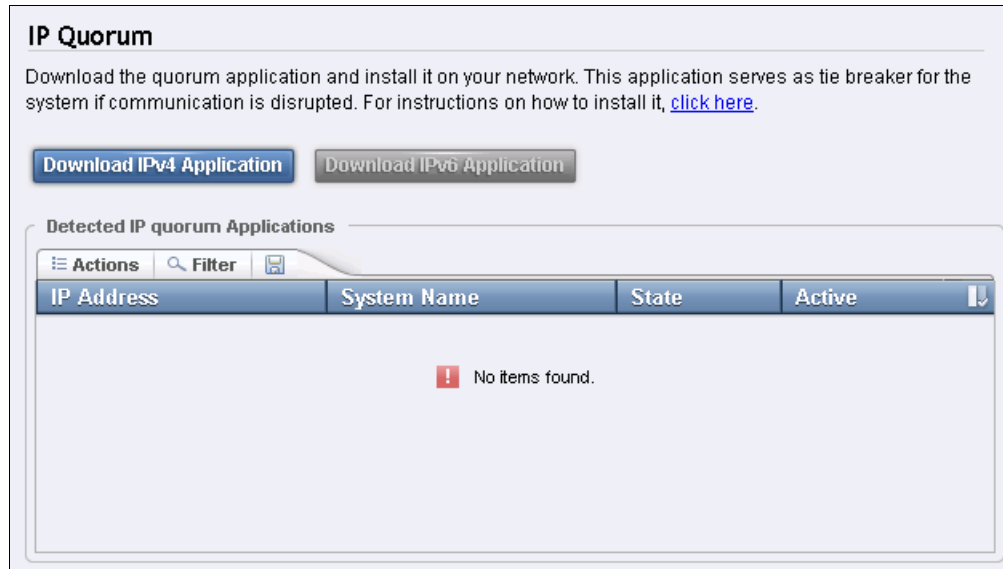 IP Quorum
Download the quorum application and install it on your network. This application serves as tie breaker for the
system if communication is disrupted. For instructions on how to install it, click here.
Download IPv4 Application
Download IPv6 Application
Detected IP quorum Applications
Actions
Filter
IP Address
System Name
State
Active
No items found.